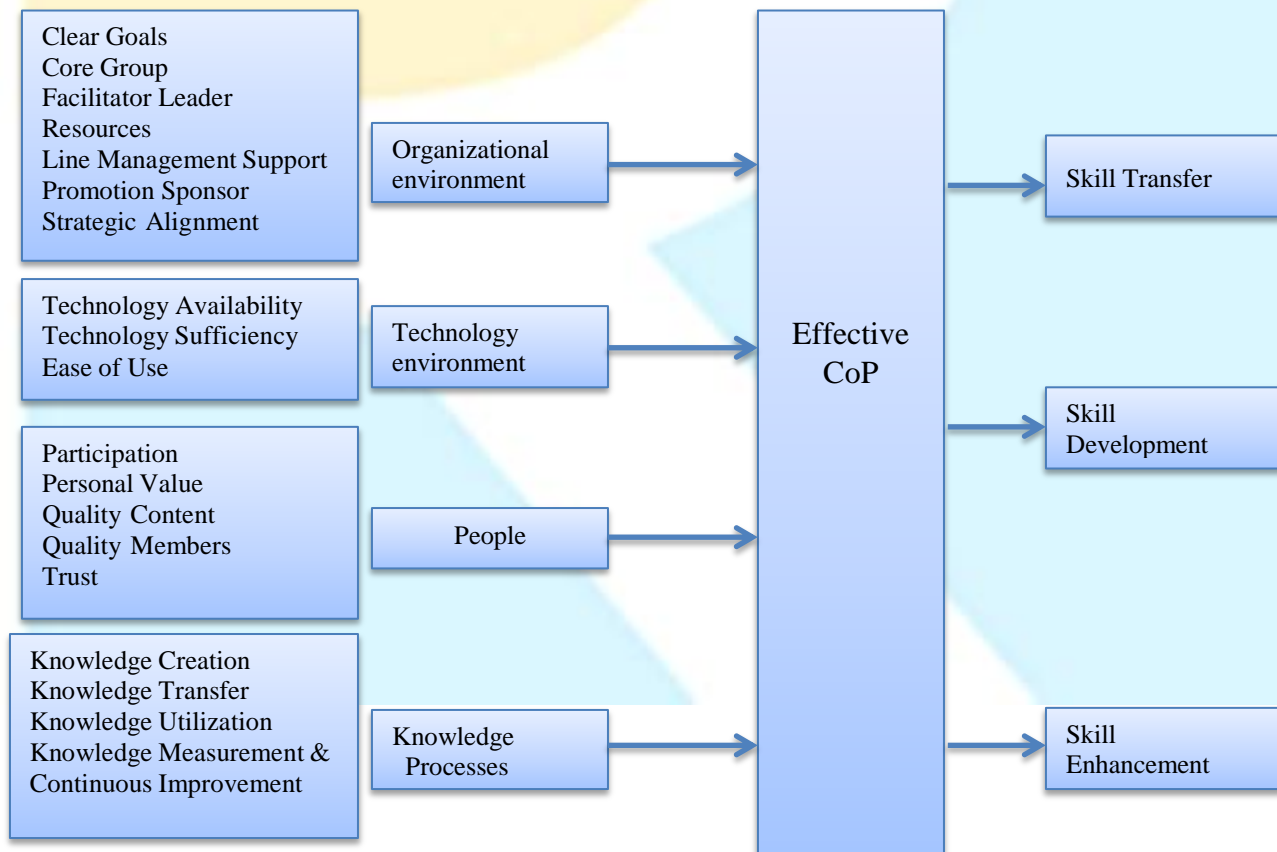 Clear Goals
Core Group
Facilitator Leader
Resources
Line Management Support
Promotion Sponsor
Strategic Alignment
Organizational
environment
Technology Availability
Technology Sufficiency
Ease of Use
Technology
environment
Participation
Personal Value
Quality Content
Quality Members
Trust
People
Knowledge Creation
Knowledge Transfer
Knowledge Utilization
Knowledge Measurement &
Continuous Improvement
Knowledge
Processes
Effective
CoP
Skill Transfer
Skill
Development
Skill
Enhancement